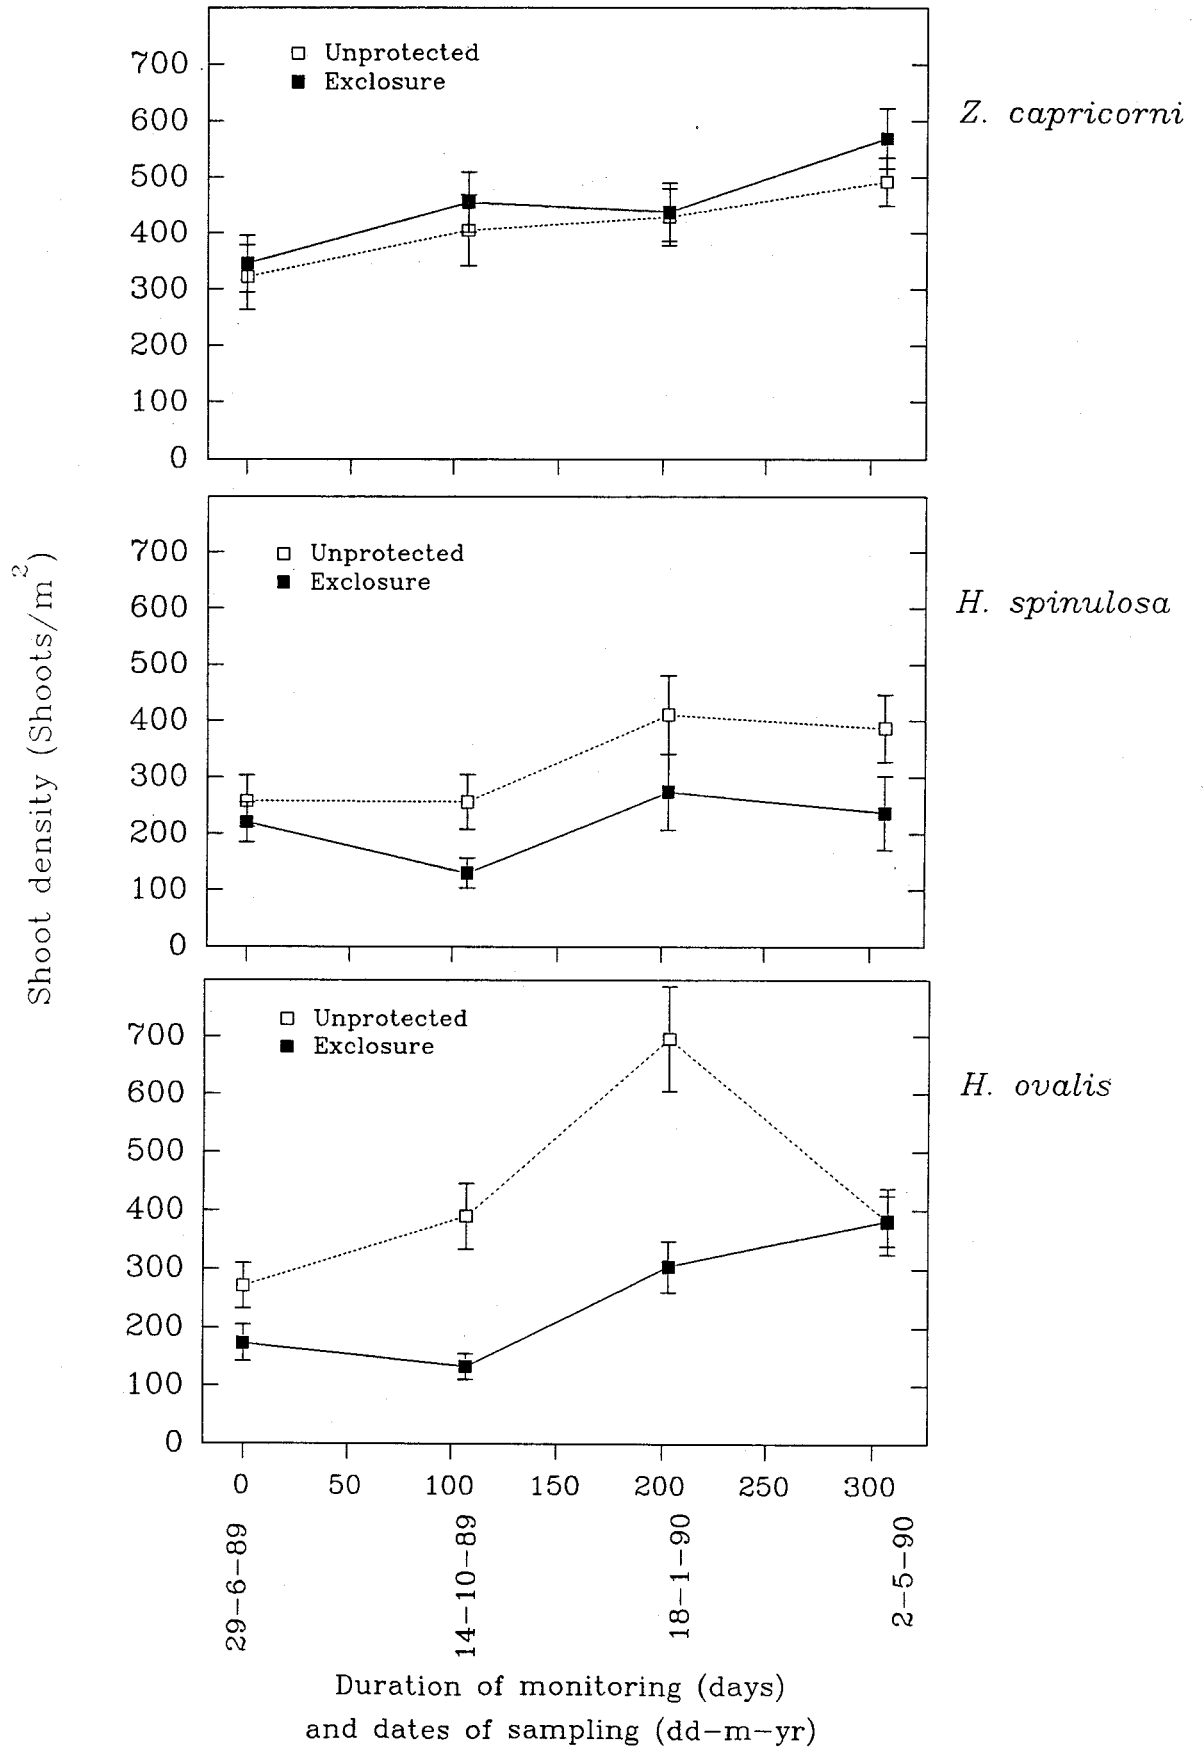 700
600
500
400
300
200
100
0
Unprotected
Exclosure
Z. capricorni
700
600
500
400
300
200
100
0
Unprotected
Exclosure
H. spinulosa
Shoot density (Shoots/m²)
700
600
500
400
300
200
100
0
Unprotected
Exclosure
H. ovalis
0 50 100 150 200 250 300
29-6-89
14-10-89
18-1-90
2-5-90
Duration of monitoring (days)
and dates of sampling (dd-m-yr)